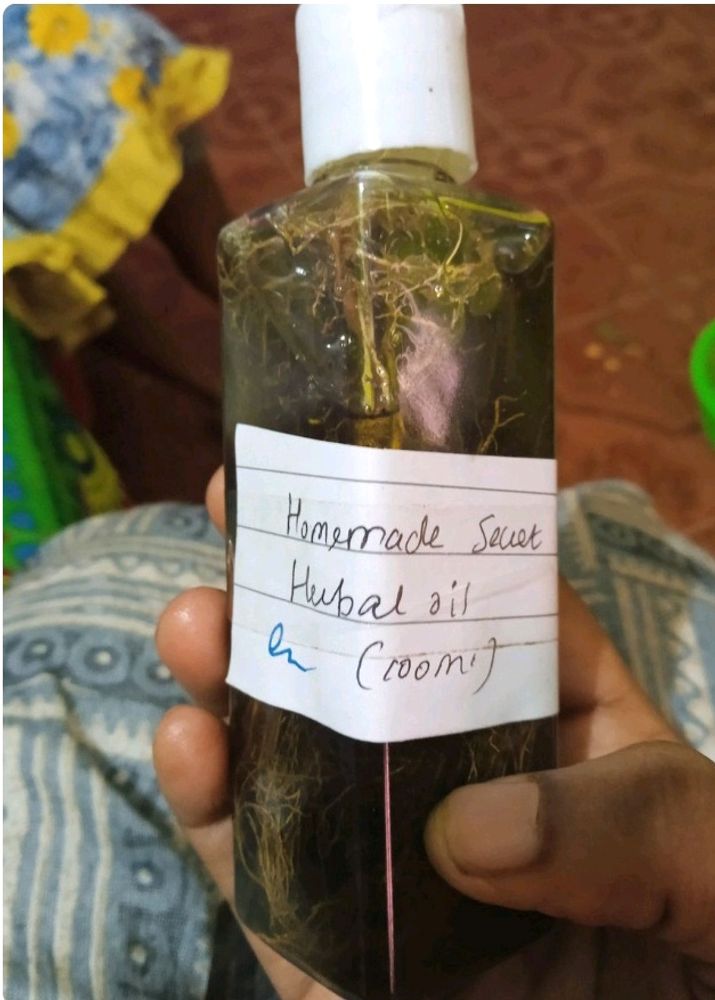 Homemade Secret
Herbal oil
(100ml)